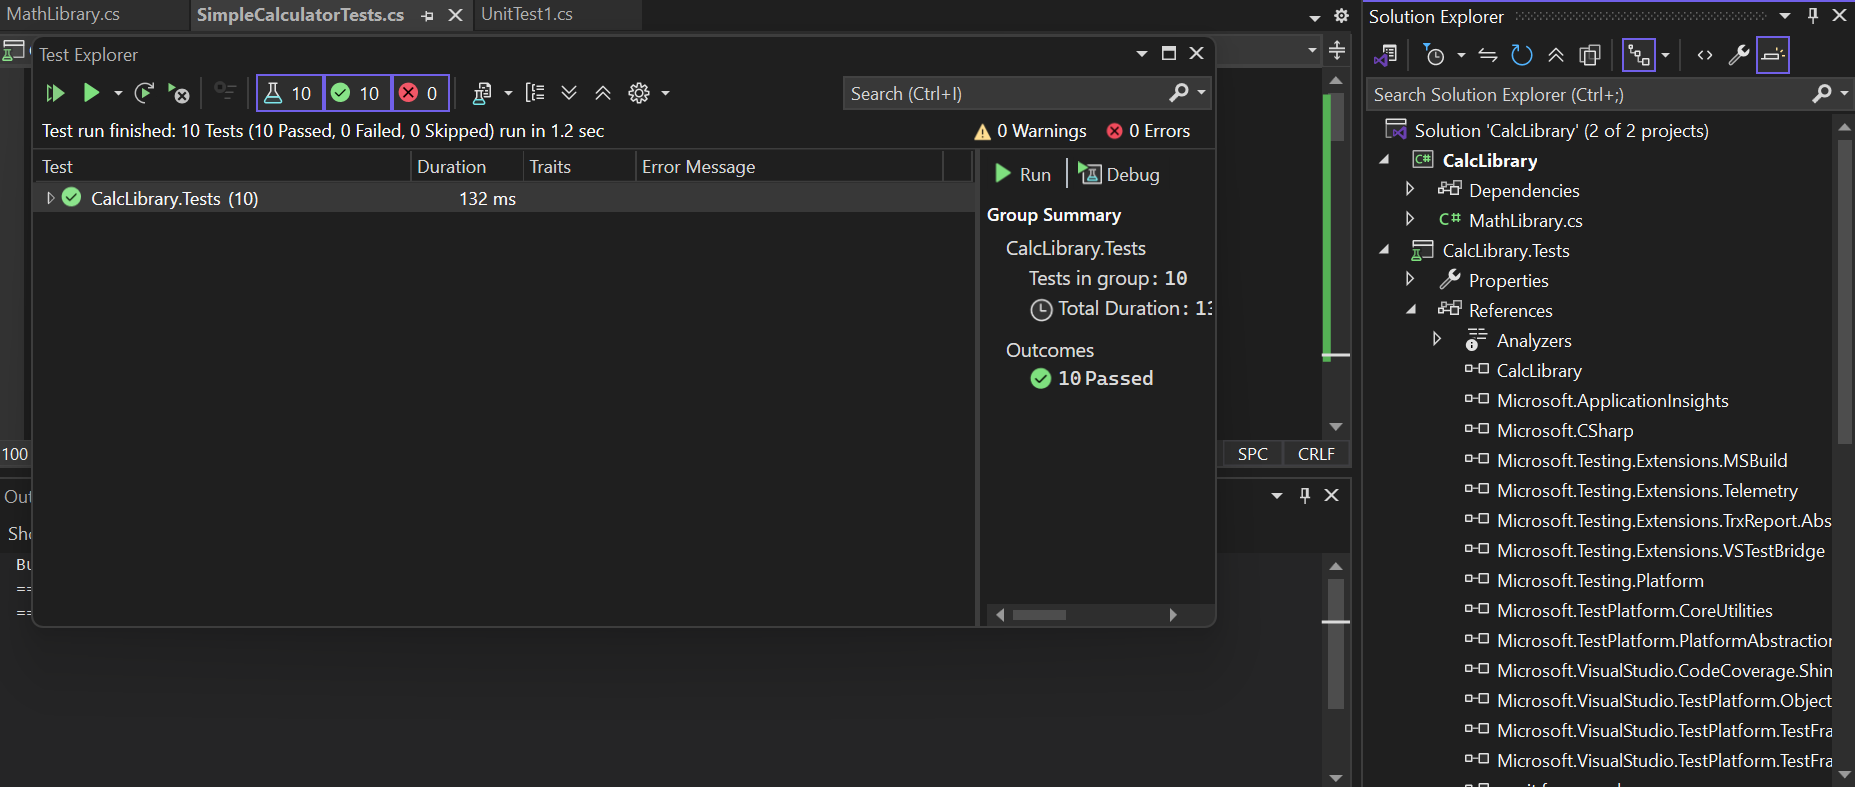 MathLibrary.cs
SimpleCalculatorTests.cs
UnitTest1.cs
Test Explorer
10
10
0
Search (Ctrl+I)
Test run finished: 10 Tests (10 Passed, 0 Failed, 0 Skipped) run in 1.2 sec
0 Warnings
0 Errors
Test
Duration
Traits
Error Message
CalcLibrary.Tests (10)
132 ms
Run
Debug
Group Summary
CalcLibrary.Tests
Tests in group: 10
Total Duration: 13
Outcomes
10 Passed
100
SPC
CRLF
Out
Sho
Bu
==
==
Solution Explorer
Search Solution Explorer (Ctrl+;)
Solution 'CalcLibrary' (2 of 2 projects)
C# CalcLibrary
Dependencies
C# MathLibrary.cs
CalcLibrary.Tests
Properties
References
Analyzers
CalcLibrary
Microsoft.ApplicationInsights
Microsoft.CSharp
Microsoft.Testing.Extensions.MSBuild
Microsoft.Testing.Extensions.Telemetry
Microsoft.Testing.Extensions.TrxReport.Abs
Microsoft.Testing.Extensions.VSTestBridge
Microsoft.Testing.Platform
Microsoft.TestPlatform.CoreUtilities
Microsoft.TestPlatform.PlatformAbstraction
Microsoft.VisualStudio.CodeCoverage.Shim
Microsoft.VisualStudio.TestPlatform.Object
Microsoft.VisualStudio.TestPlatform.TestFra
Microsoft.VisualStudio.TestPlatform.TestFra